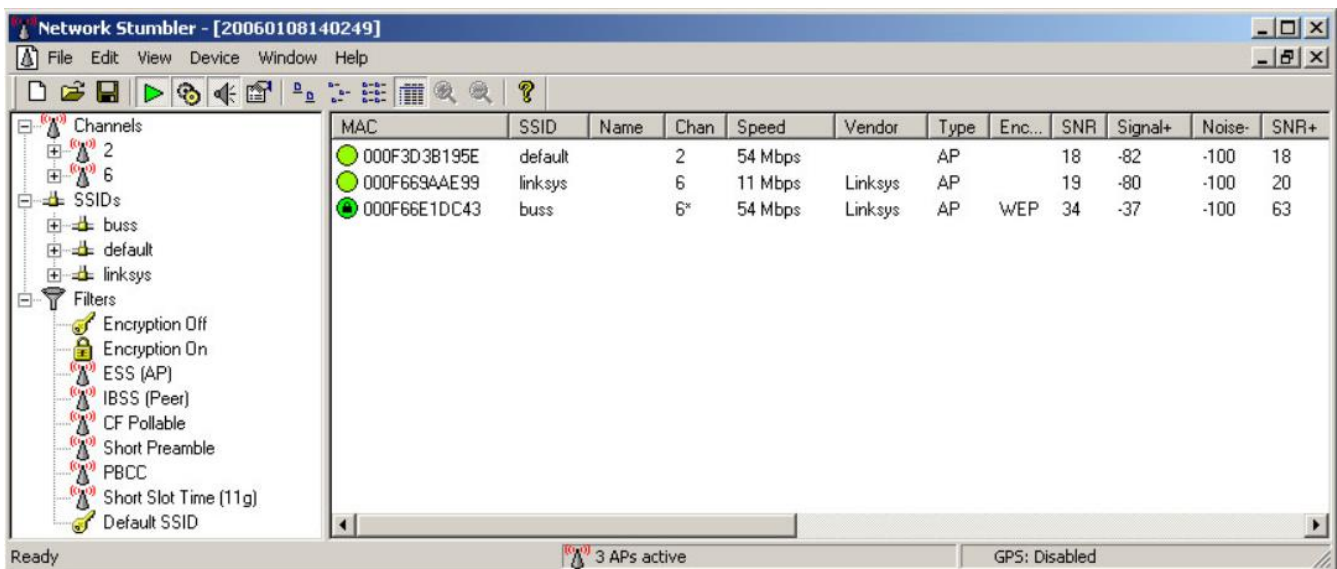 Network Stumbler - [20060108140249]
File Edit View Device Window Help
Channels
2
6
SSIDs
buss
default
linksys
Filters
Encryption Off
Encryption On
ESS (AP)
IBSS (Peer)
CF Pollable
Short Preamble
PBCC
Short Slot Time (11g)
Default SSID
MAC SSID Name Chan Speed Vendor Type Enc... SNR Signal+ Noise- SNR+
000F3D3B195E default 2 54 Mbps AP 18 -82 -100 18
000F669AAE99 linksys 6 11 Mbps Linksys AP 19 -80 -100 20
000F66E1DC43 buss 6* 54 Mbps Linksys AP WEP 34 -37 -100 63
Ready 3 APs active GPS: Disabled